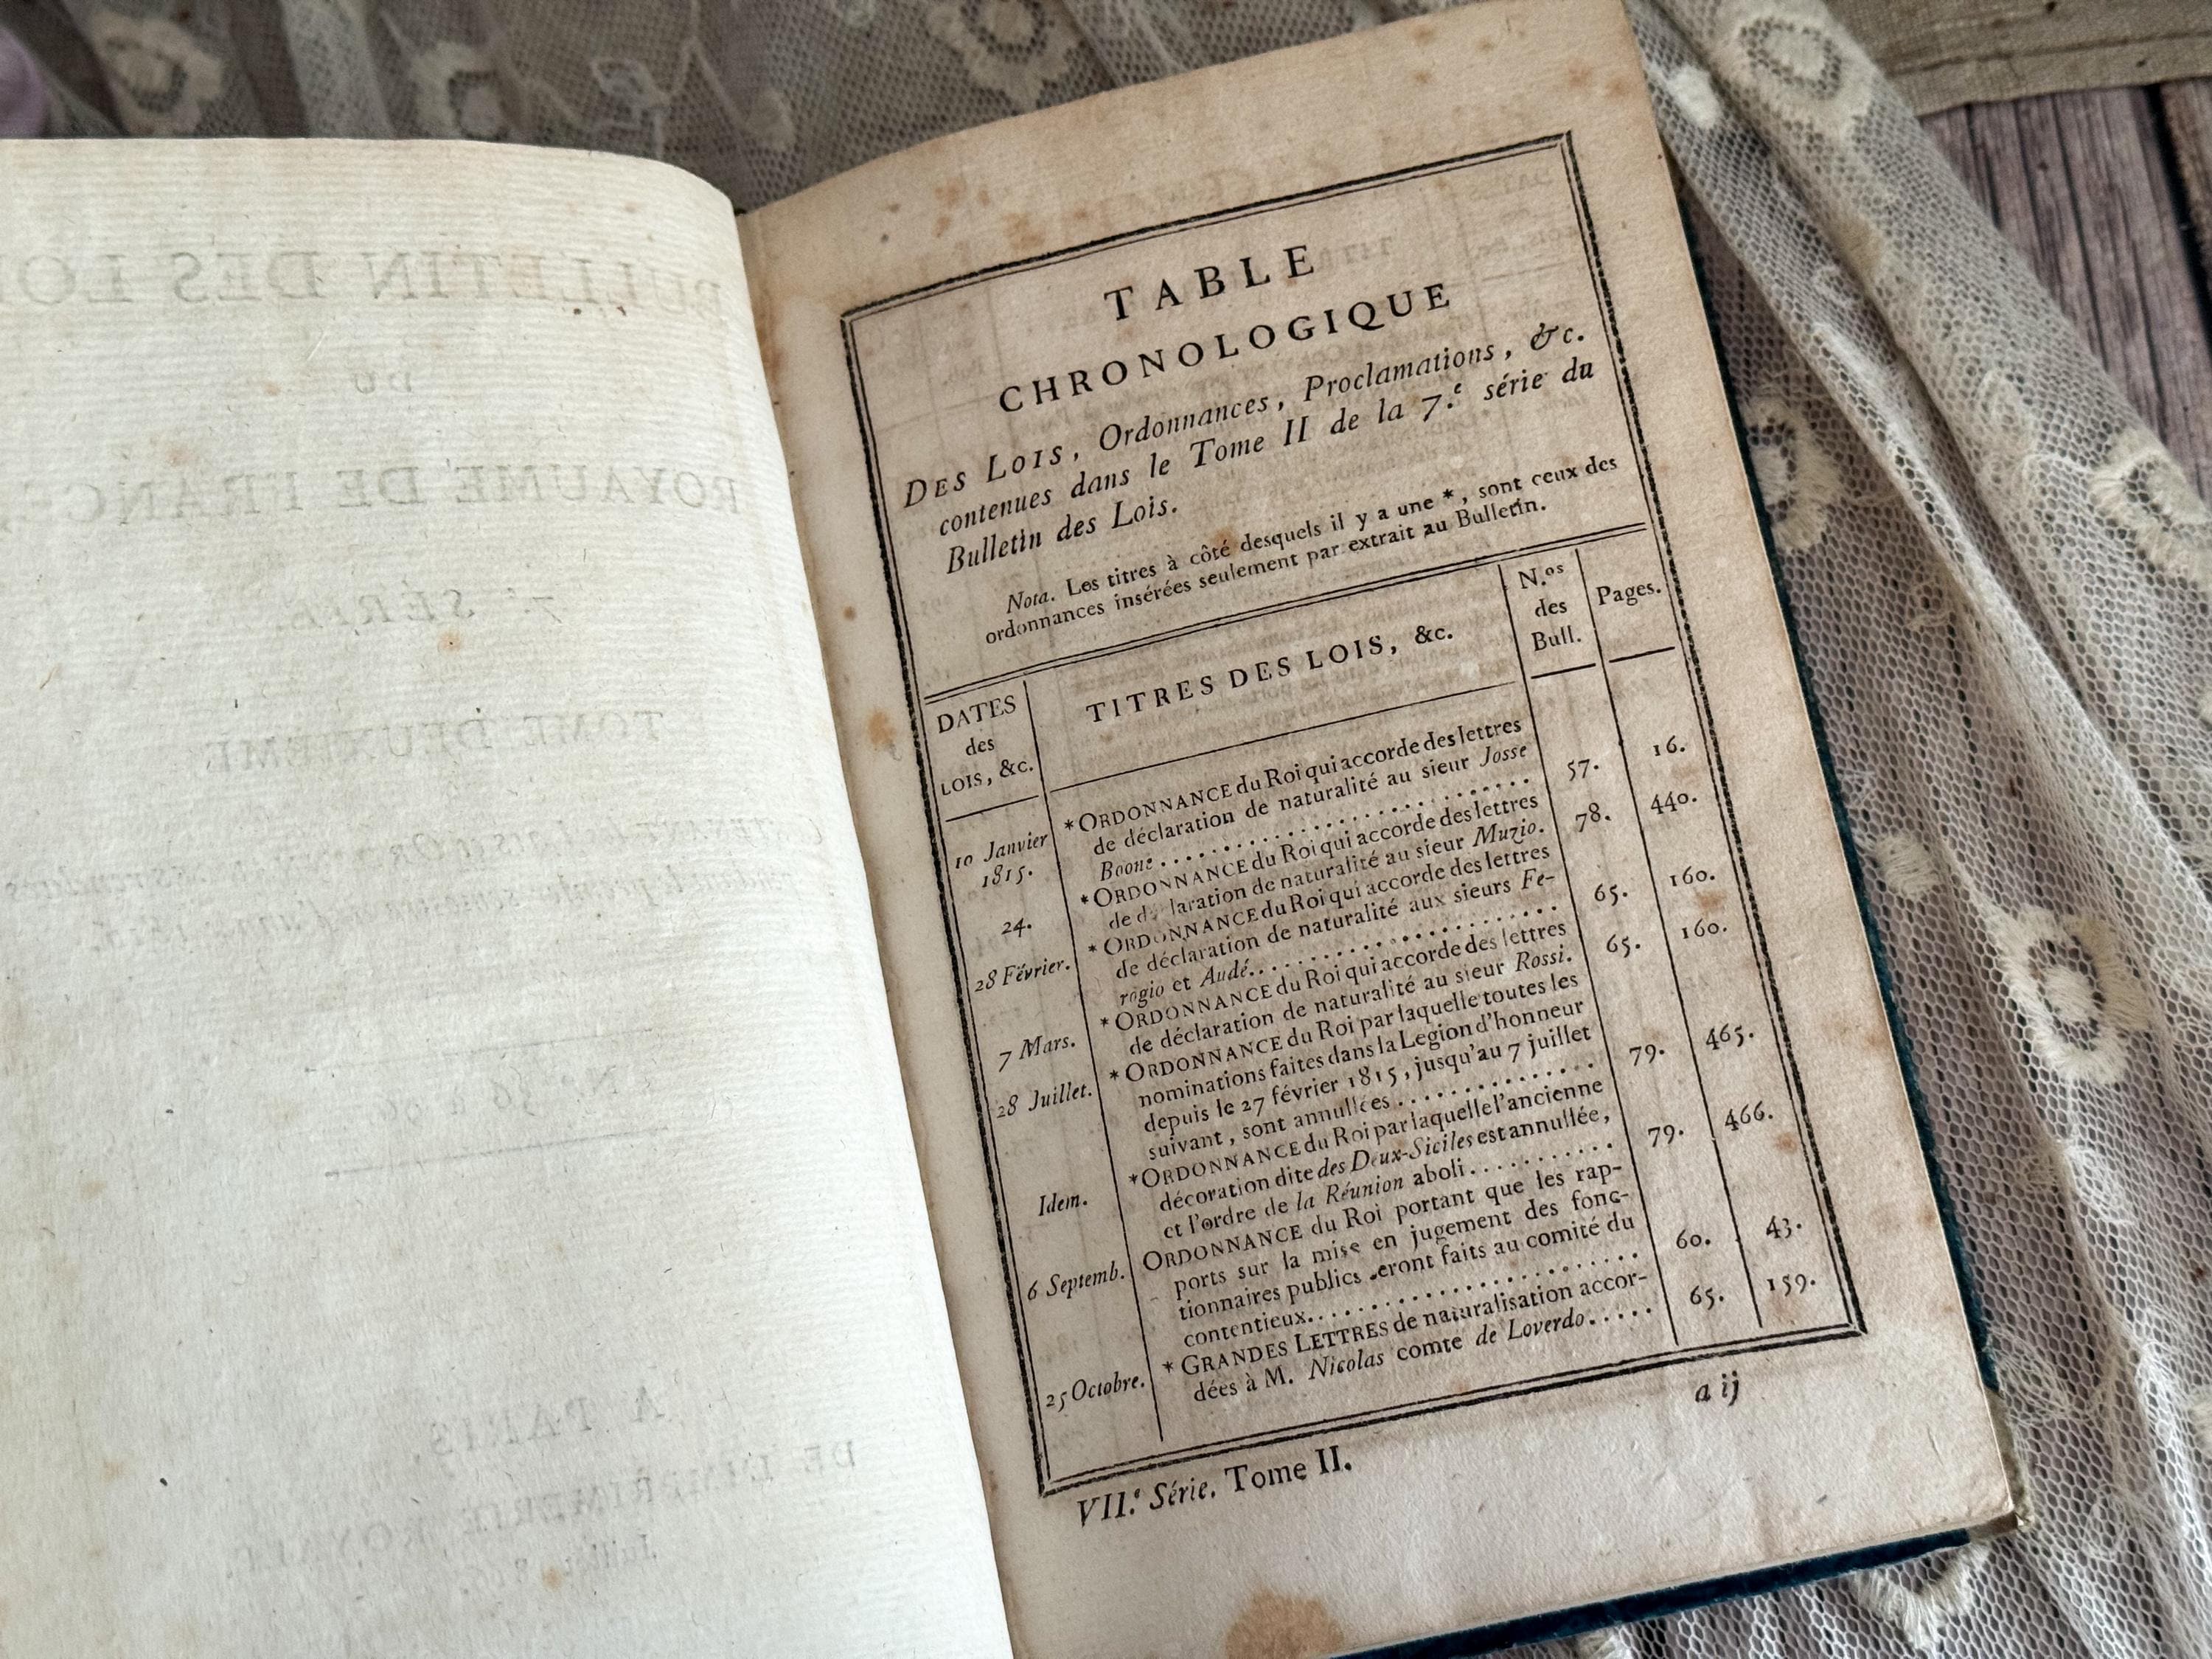 TABLE
CHRONOLOGIQUE
DES LOIS, Ordonnances, Proclamations, &c.
contenues dans le Tome II de la 7.e série du
Bulletin des Lois.
Nota. Les titres à côté desquels il y a une *, sont ceux des
ordonnances insérées seulement par extrait au Bulletin.
DATES
des
LOIS, &c.
TITRES DES LOIS, &c.
N.os
des
Bull.
Pages.
10 Janvier
1815.
*ORDONNANCE du Roi qui accorde des lettres
de déclaration de naturalité au sieur Josse
Boone.......................... 57. 16.
24.
*ORDONNANCE du Roi qui accorde des lettres
de déclaration de naturalité au sieur Muzio. 78. 440.
28 Février.
*ORDONNANCE du Roi qui accorde des lettres
de déclaration de naturalité aux sieurs Fe-
rogio et Audé...................... 65. 160.
7 Mars.
*ORDONNANCE du Roi qui accorde des lettres
de déclaration de naturalité au sieur Rossi. 65. 160.
28 Juillet.
*ORDONNANCE du Roi par laquelle toutes les
nominations faites dans la Legion d'honneur
depuis le 27 février 1815, jusqu'au 7 juillet
suivant, sont annullées.............. 79. 465.
Idem.
*ORDONNANCE du Roi par laquelle l'ancienne
décoration dite des Deux-Siciles est annullée,
et l'ordre de la Réunion aboli........... 79. 466.
6 Septemb.
ORDONNANCE du Roi portant que les rap-
ports sur la mise en jugement des fonc-
tionnaires publics seront faits au comité du
contentieux........................ 60. 43.
25 Octobre.
*GRANDES LETTRES de naturalisation accor-
dées à M. Nicolas comte de Loverdo..... 65. 159.
VII.e Série. Tome II.
a ij